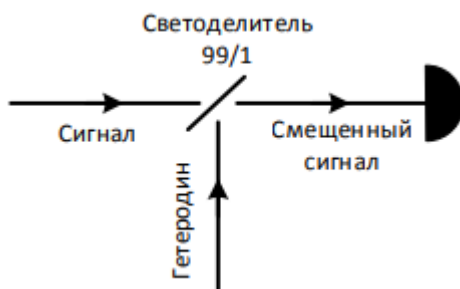 Светоделитель
99/1
Сигнал
Смещенный
сигнал
Гетеродин